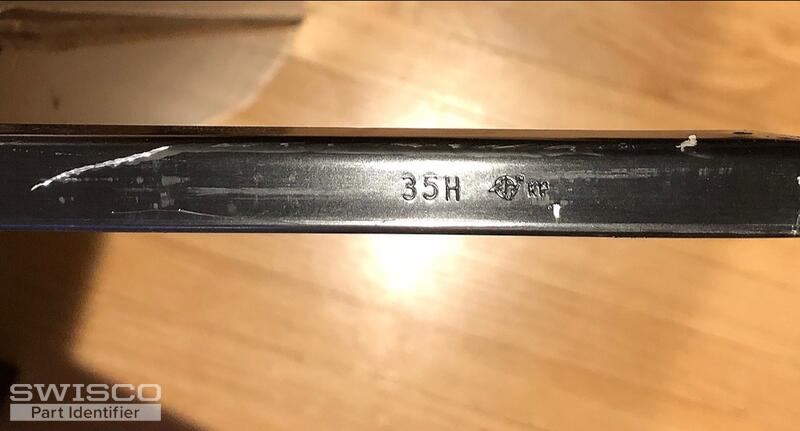 35H
SWISCO
Part Identifier